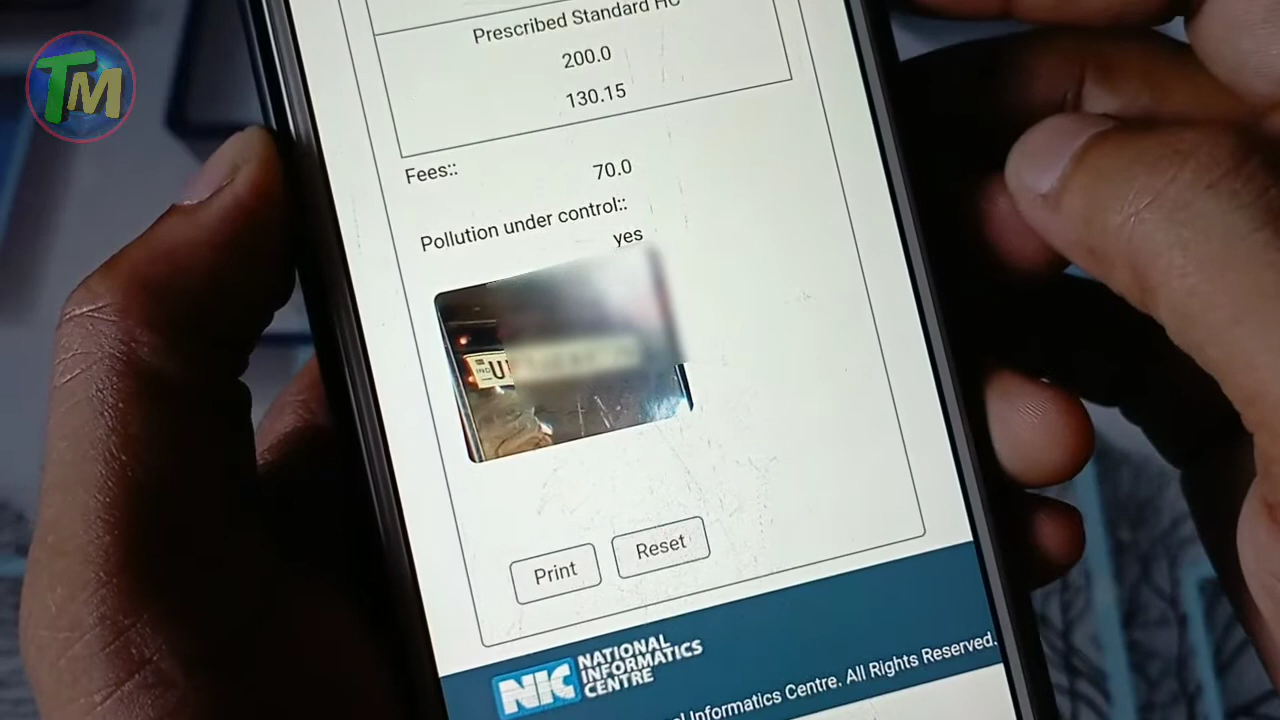 TM
Prescribed Standard HC
200.0
130.15
Fees::
70.0
Pollution under control::
yes
IND
U
Print
Reset
NIC
NATIONAL
INFORMATICS
CENTRE
Informatics Centre. All Rights Reserved.